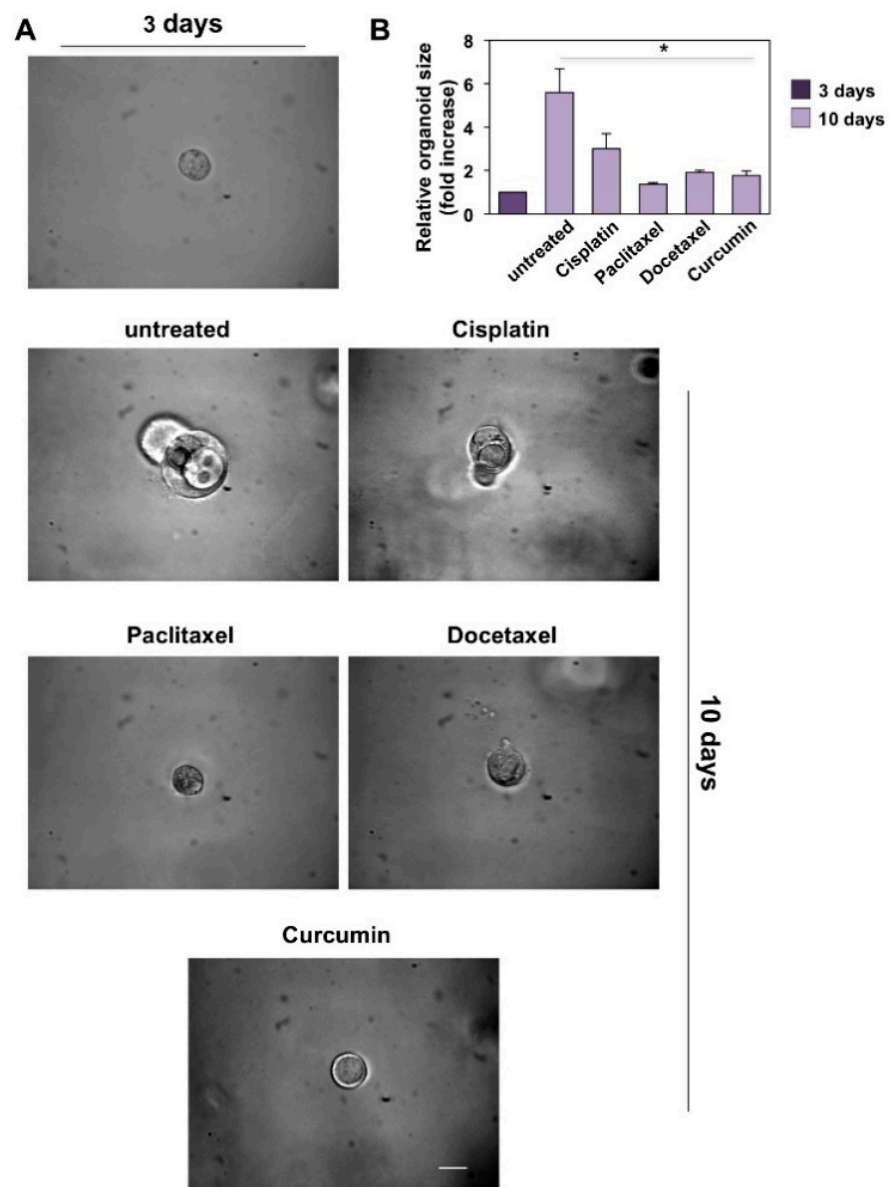 A
3 days
B
8
6
4
2
0
Relative organoid size
(fold increase)
*
3 days
10 days
untreated
Cisplatin
Paclitaxel
Docetaxel
Curcumin
untreated
Cisplatin
Paclitaxel
Docetaxel
Curcumin
10 days